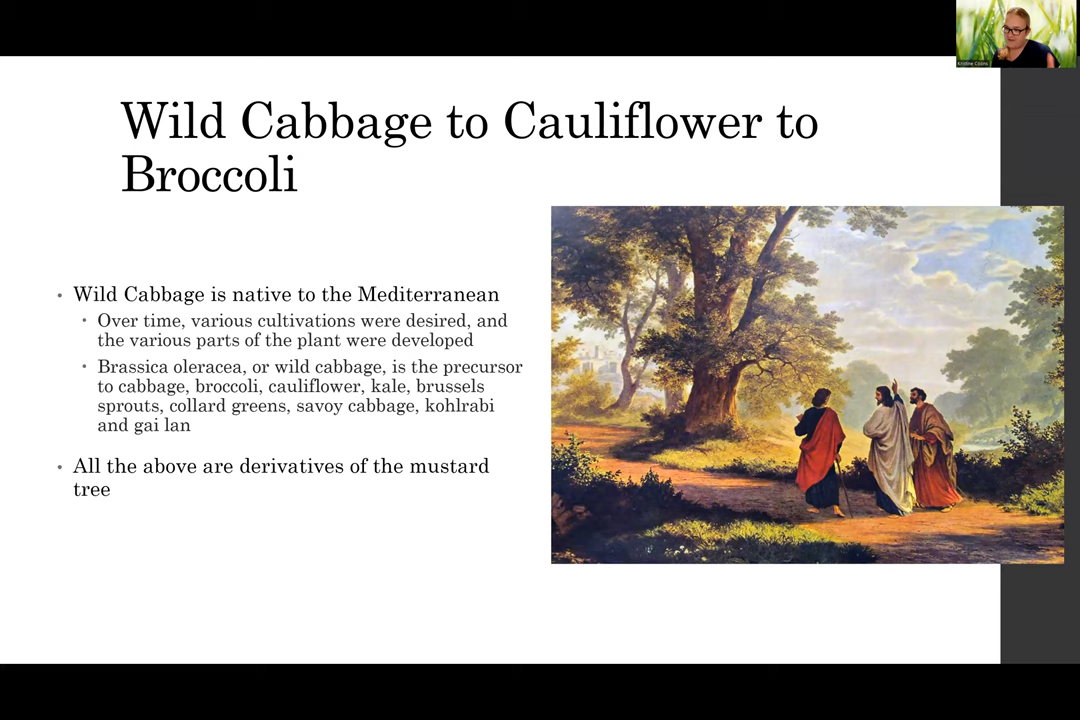 Kristine Collins
Wild Cabbage to Cauliflower to
Broccoli
• Wild Cabbage is native to the Mediterranean
• Over time, various cultivations were desired, and
the various parts of the plant were developed
• Brassica oleracea, or wild cabbage, is the precursor
to cabbage, broccoli, cauliflower, kale, brussels
sprouts, collard greens, savoy cabbage, kohlrabi
and gai lan
• All the above are derivatives of the mustard
tree